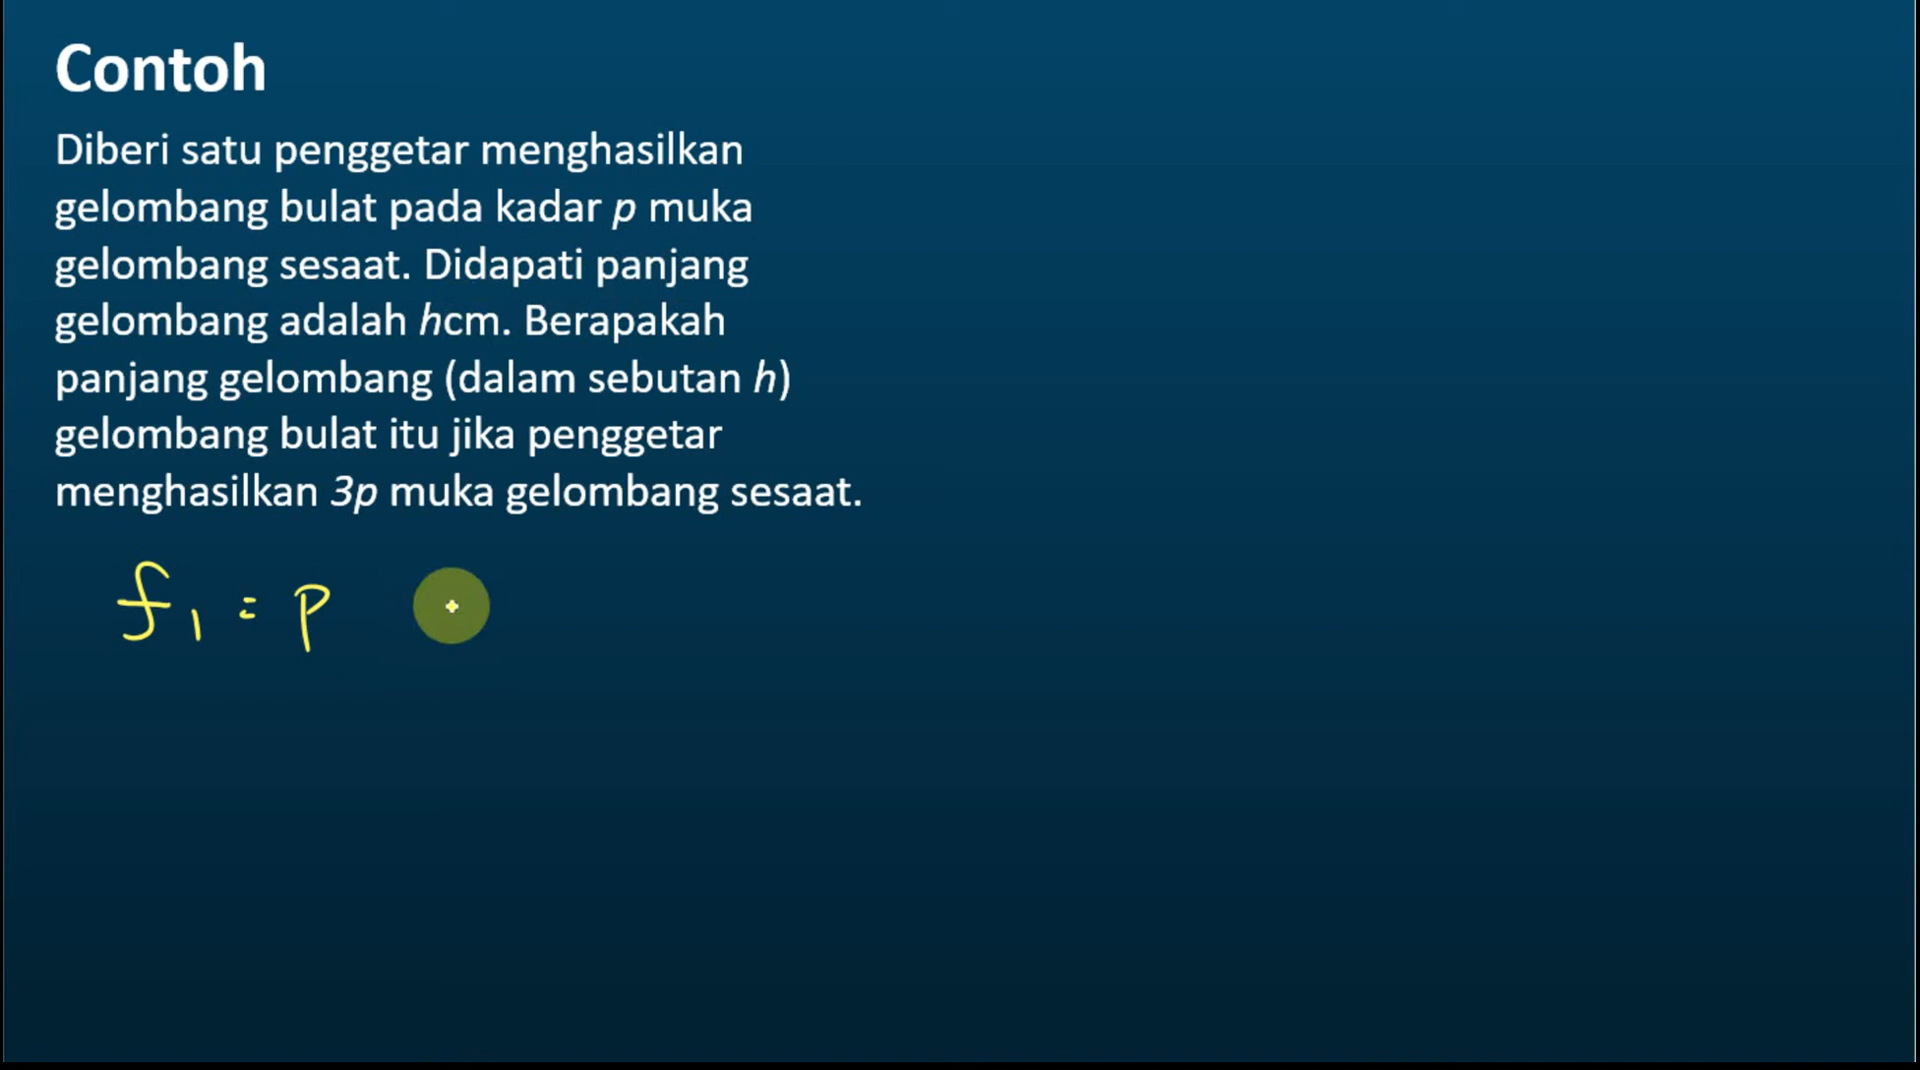 Contoh
Diberi satu penggetar menghasilkan
gelombang bulat pada kadar p muka
gelombang sesaat. Didapati panjang
gelombang adalah hcm. Berapakah
panjang gelombang (dalam sebutan h)
gelombang bulat itu jika penggetar
menghasilkan 3p muka gelombang sesaat.
f₁ = p